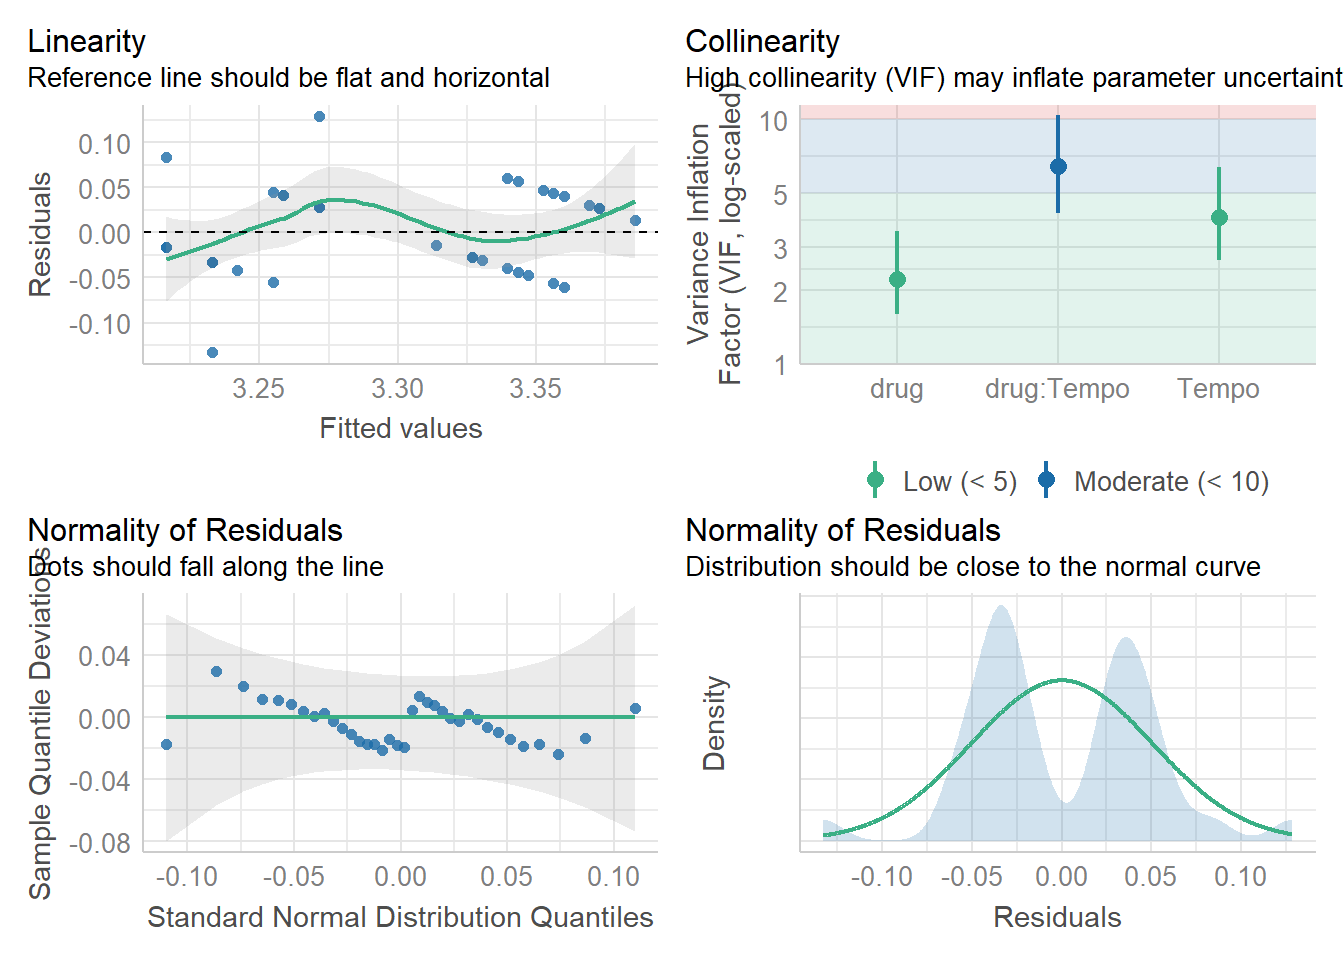 Linearity
Reference line should be flat and horizontal
Residuals
0.10
0.05
0.00
-0.05
-0.10
3.25 3.30 3.35
Fitted values
Collinearity
High collinearity (VIF) may inflate parameter uncertaint
Variance Inflation
Factor (VIF, log-scaled)
10
5
3
2
1
drug drug:Tempo Tempo
Low (< 5) Moderate (< 10)
Normality of Residuals
Dots should fall along the line
Sample Quantile Deviations
0.04
0.00
-0.04
-0.08
-0.10 -0.05 0.00 0.05 0.10
Standard Normal Distribution Quantiles
Normality of Residuals
Distribution should be close to the normal curve
Density
-0.10 -0.05 0.00 0.05 0.10
Residuals